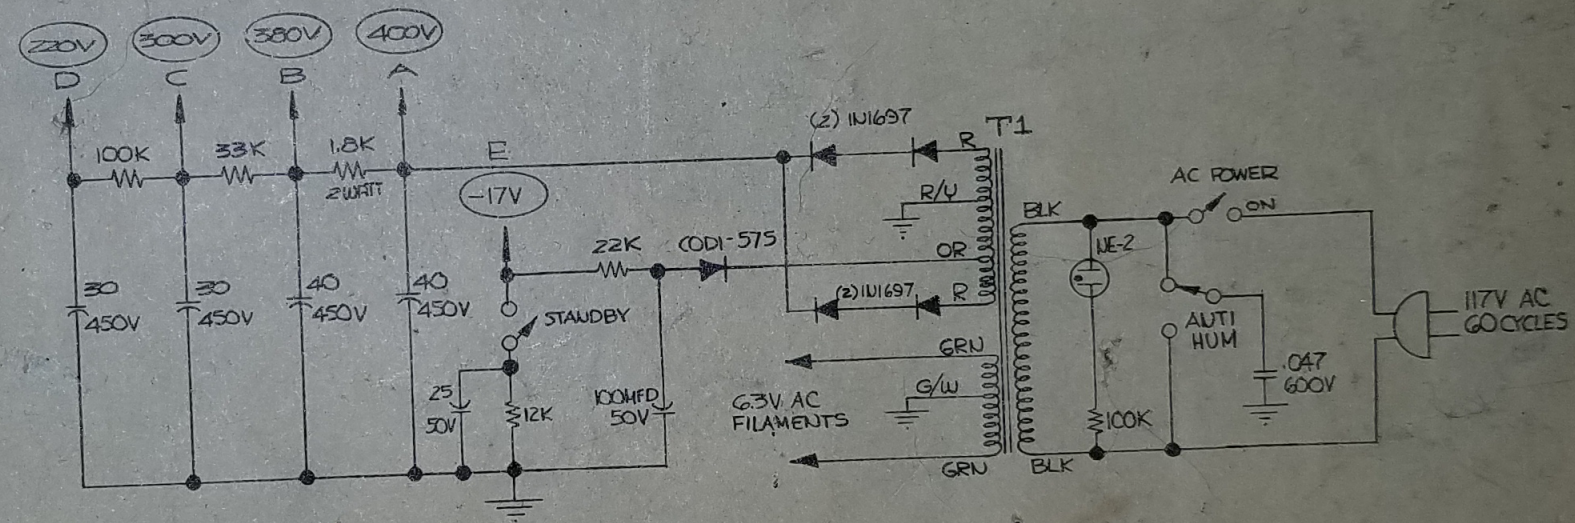 220V
300V
380V
400V
D
C
B
A
100K
33K
1.8K
2 WATT
E
-17V
(2) 1N1697
R
T1
R/Y
22K
CODI-575
OR
(2) 1N1697
R
BLK
AC POWER
ON
NE-2
30
450V
30
450V
40
450V
40
450V
STANDBY
25
50V
12K
100MFD
50V
GRN
G/W
6.3V. AC
FILAMENTS
GRN
BLK
100K
ANTI
HUM
.047
600V
117V AC
60 CYCLES